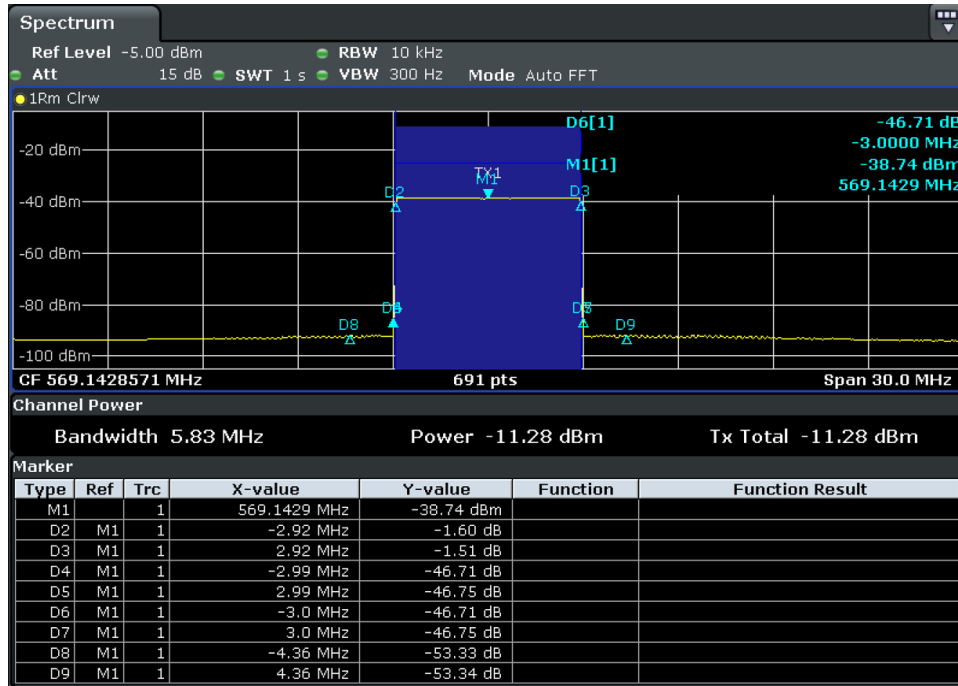 Spectrum
Ref Level -5.00 dBm RBW 10 kHz
Att 15 dB SWT 1 s VBW 300 Hz Mode Auto FFT
1Rm Clrw
D6[1] -46.71 dB
-3.0000 MHz
M1[1] -38.74 dBm
569.1429 MHz
-20 dBm
-40 dBm
-60 dBm
-80 dBm
-100 dBm
TX1
M1
D2
D3
D8
D9
CF 569.1428571 MHz 691 pts Span 30.0 MHz
Channel Power
Bandwidth 5.83 MHz Power -11.28 dBm Tx Total -11.28 dBm
Marker
Type Ref Trc X-value Y-value Function Function Result
M1 1 569.1429 MHz -38.74 dBm
D2 M1 1 -2.92 MHz -1.60 dB
D3 M1 1 2.92 MHz -1.51 dB
D4 M1 1 -2.99 MHz -46.71 dB
D5 M1 1 2.99 MHz -46.75 dB
D6 M1 1 -3.0 MHz -46.71 dB
D7 M1 1 3.0 MHz -46.75 dB
D8 M1 1 -4.36 MHz -53.33 dB
D9 M1 1 4.36 MHz -53.34 dB